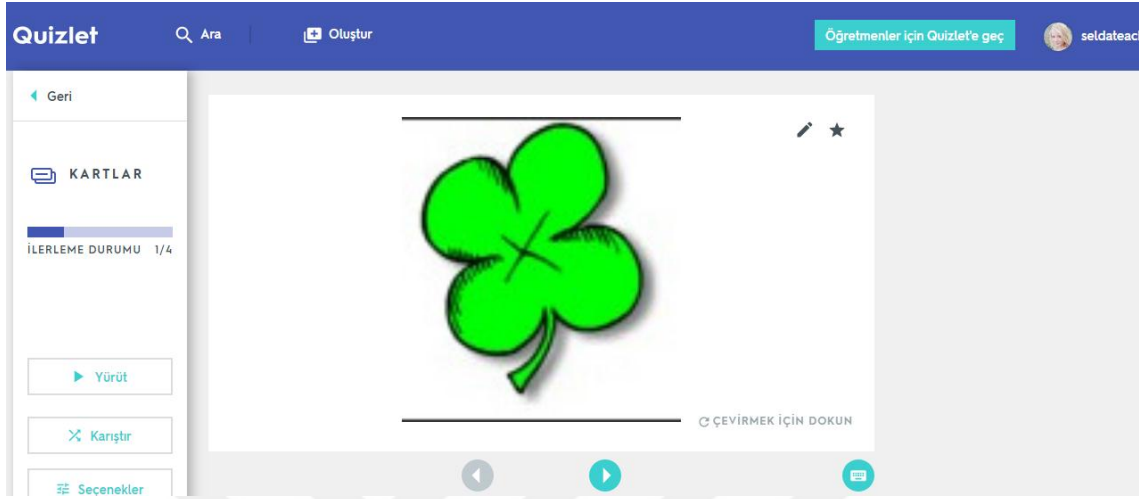 Quizlet
Ara
Oluştur
Öğretmenler için Quizlet'e geç
Geri
KARTLAR
İLERLEME DURUMU 1/4
Yürüt
Karıştır
Seçenekler
ÇEVİRMEK İÇİN DOKUN